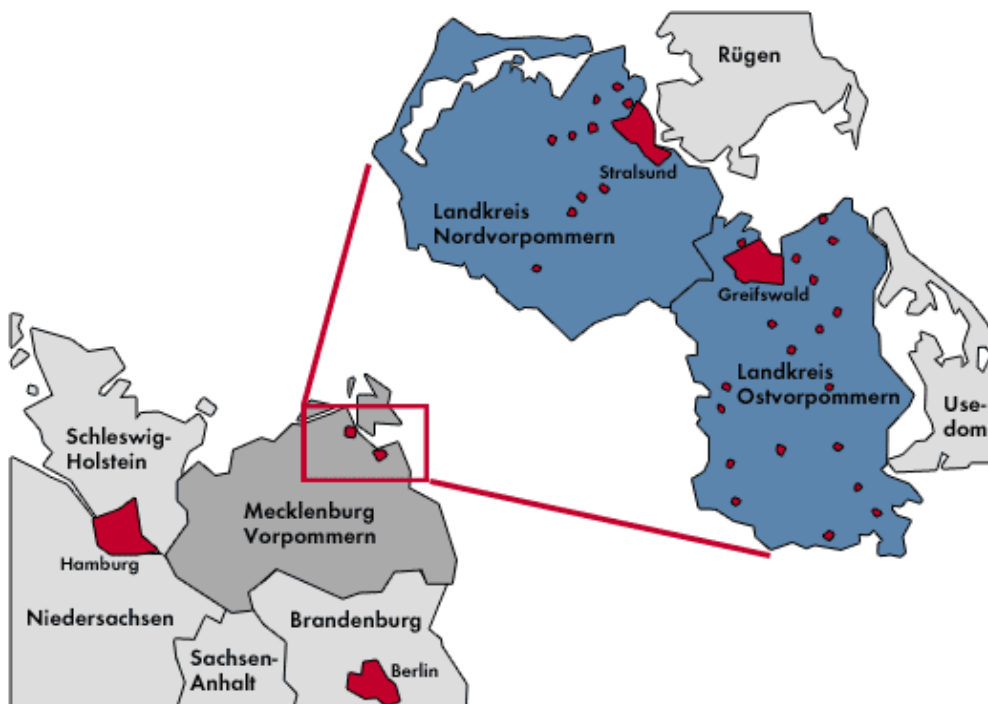 Rügen
Stralsund
Landkreis
Nordvorpommern
Greifswald
Landkreis
Ostvorpommern
Use-
dom
Schleswig-
Holstein
Mecklenburg
Vorpommern
Hamburg
Niedersachsen
Brandenburg
Sachsen-
Anhalt
Berlin